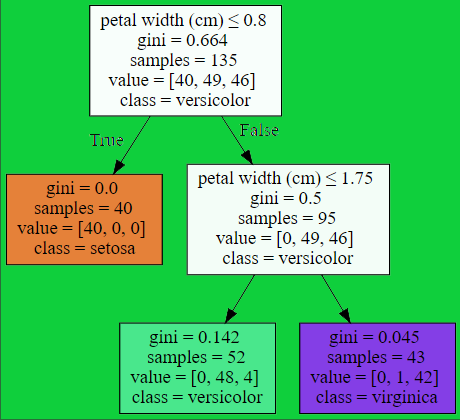 petal width (cm) ≤ 0.8
gini = 0.664
samples = 135
value = [40, 49, 46]
class = versicolor
True
False
gini = 0.0
samples = 40
value = [40, 0, 0]
class = setosa
petal width (cm) ≤ 1.75
gini = 0.5
samples = 95
value = [0, 49, 46]
class = versicolor
gini = 0.142
samples = 52
value = [0, 48, 4]
class = versicolor
gini = 0.045
samples = 43
value = [0, 1, 42]
class = virginica